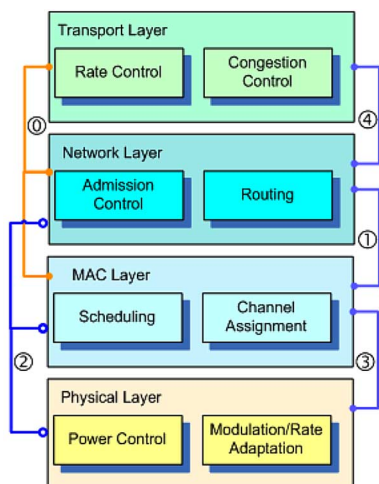 Transport Layer
Rate Control
Congestion
Control
⓪
④
Network Layer
Admission
Control
Routing
①
MAC Layer
Scheduling
Channel
Assignment
②
③
Physical Layer
Power Control
Modulation/Rate
Adaptation